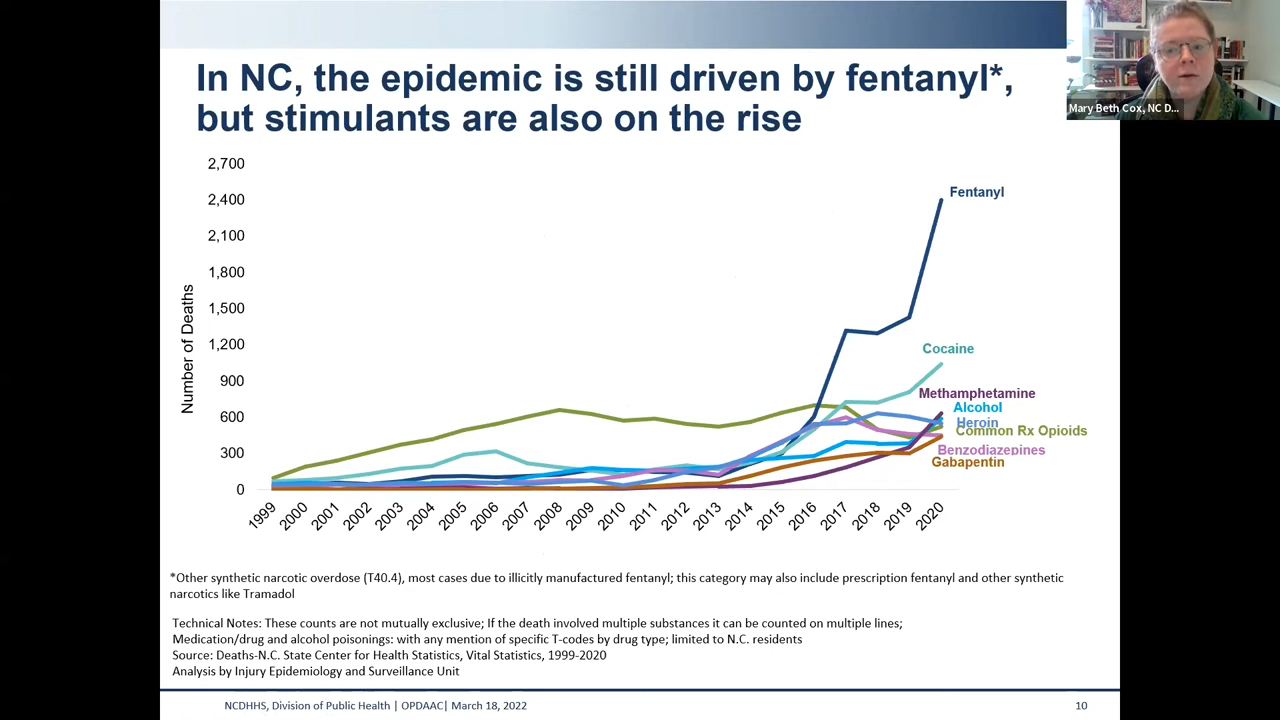 In NC, the epidemic is still driven by fentanyl*,
but stimulants are also on the rise
Mary Beth Cox, NC D...
Number of Deaths
2,700
2,400
2,100
1,800
1,500
1,200
900
600
300
0
Fentanyl
Cocaine
Methamphetamine
Alcohol
Heroin
Common Rx Opioids
Benzodiazepines
Gabapentin
1999 2000 2001 2002 2003 2004 2005 2006 2007 2008 2009 2010 2011 2012 2013 2014 2015 2016 2017 2018 2019 2020
*Other synthetic narcotic overdose (T40.4), most cases due to illicitly manufactured fentanyl; this category may also include prescription fentanyl and other synthetic
narcotics like Tramadol
Technical Notes: These counts are not mutually exclusive; If the death involved multiple substances it can be counted on multiple lines;
Medication/drug and alcohol poisonings: with any mention of specific T-codes by drug type; limited to N.C. residents
Source: Deaths-N.C. State Center for Health Statistics, Vital Statistics, 1999-2020
Analysis by Injury Epidemiology and Surveillance Unit
NCDHHS, Division of Public Health | OPDAAC| March 18, 2022
10